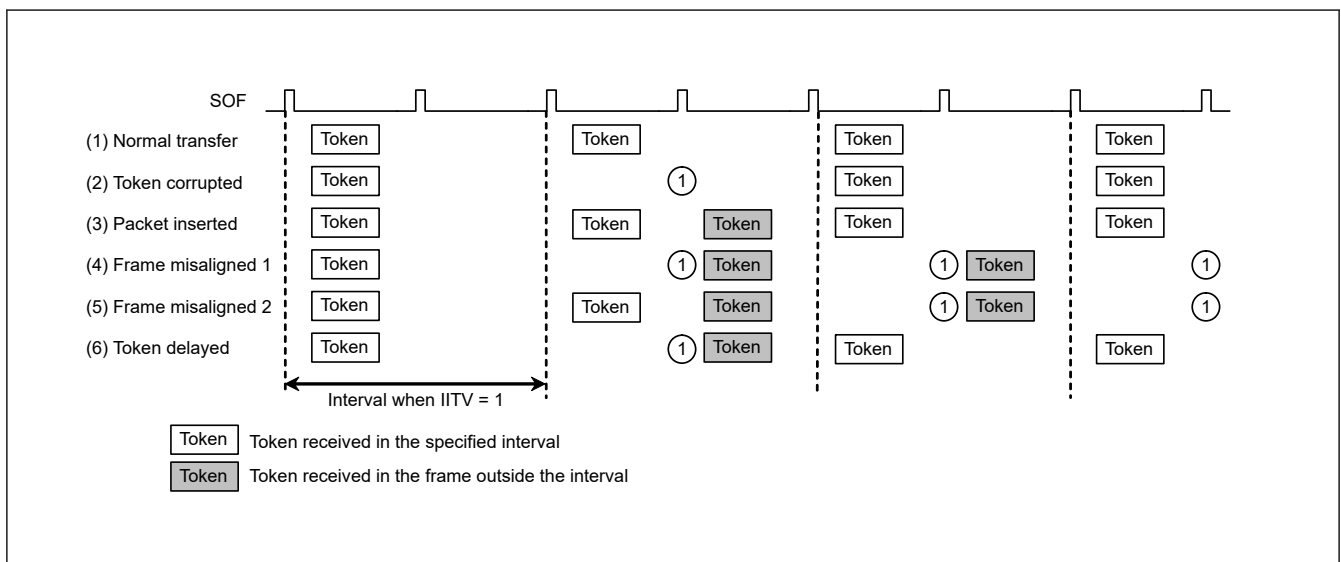 SOF
(1) Normal transfer Token Token Token Token
(2) Token corrupted Token 1 Token Token
(3) Packet inserted Token Token Token Token Token
(4) Frame misaligned 1 Token 1 Token 1 Token 1
(5) Frame misaligned 2 Token Token Token 1 Token 1
(6) Token delayed Token 1 Token Token Token
Interval when IITV = 1
Token Token received in the specified interval
Token Token received in the frame outside the interval